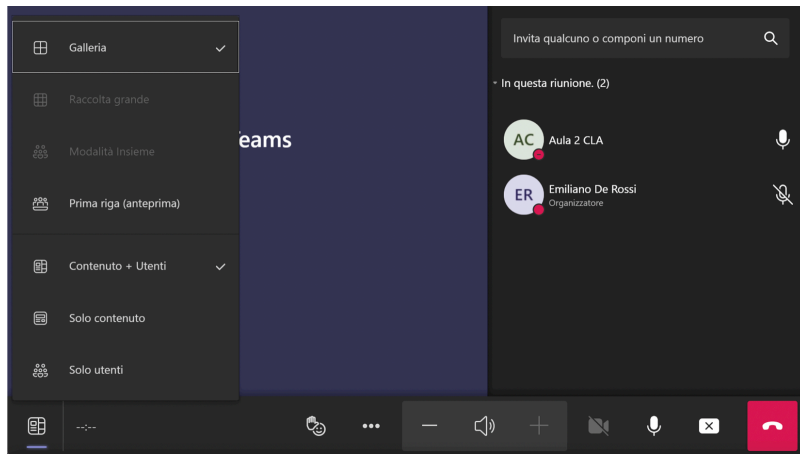 Galleria
Raccolta grande
Modalità Insieme
Prima riga (anteprima)
Contenuto + Utenti
Solo contenuto
Solo utenti
eams
Invita qualcuno o componi un numero
In questa riunione. (2)
AC Aula 2 CLA
ER Emiliano De Rossi
Organizzatore
--:--